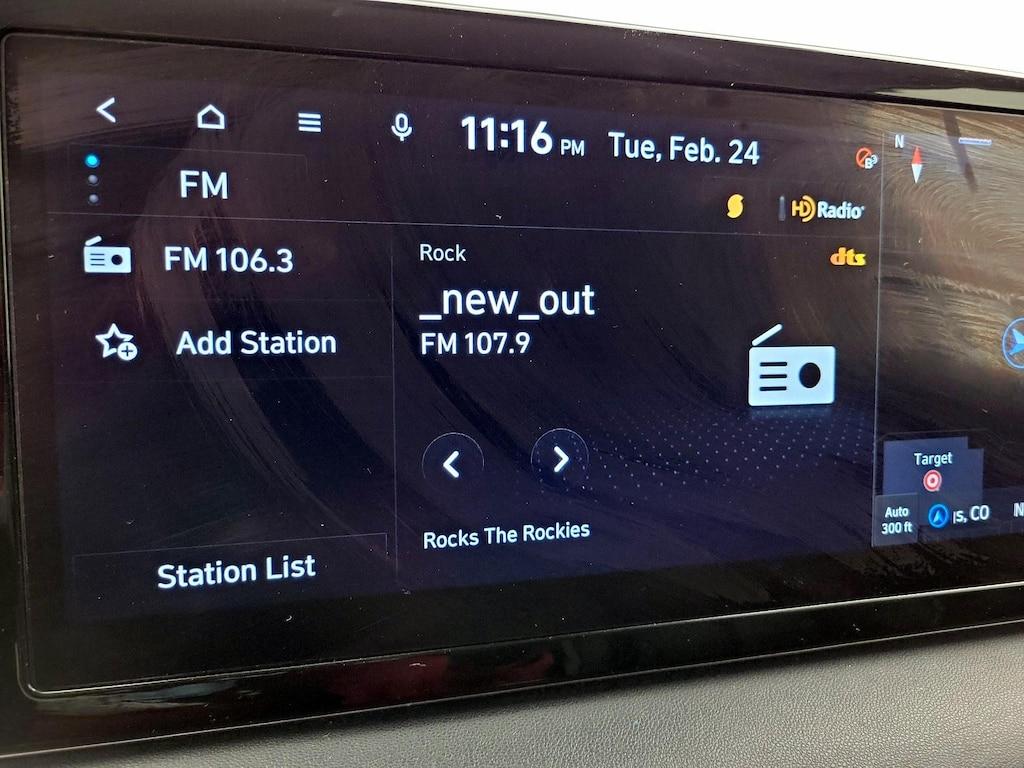 11:16 PM Tue, Feb. 24
N
FM
HD Radio
FM 106.3
Rock
dts
_new_out
FM 107.9
Add Station
Target
Auto
300 ft
s, CO
N
Rocks The Rockies
Station List